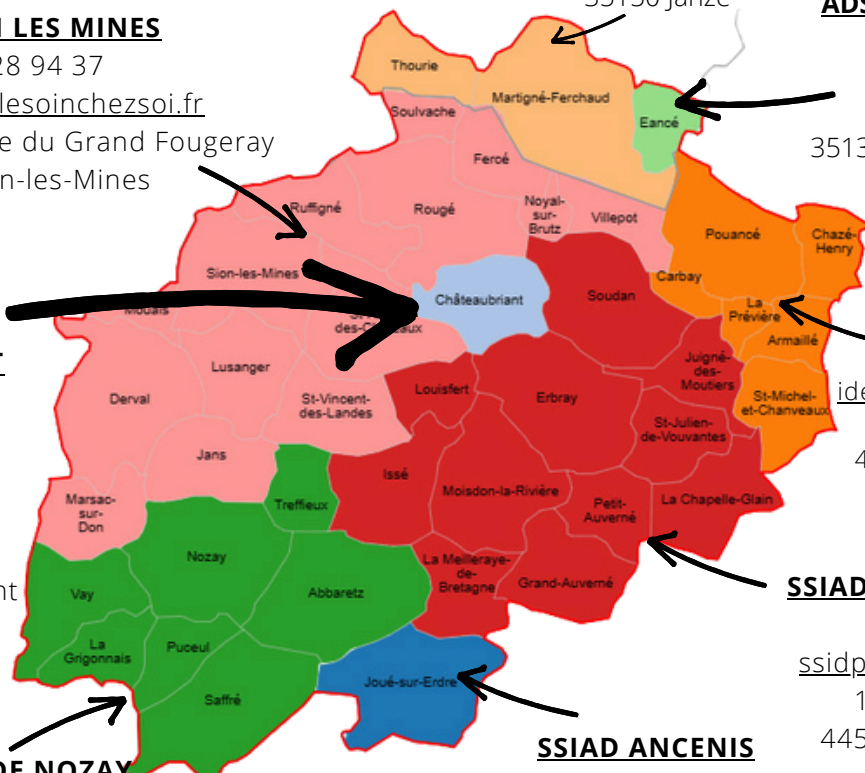 35150 Janzé
LES MINES
28 94 37
lesoinchezsoi.fr
du Grand Fougeray
n-les-Mines
ADS
3513
Thourie
Martigné-Ferchaud
Eancé
Soulvache
Fercé
Ruffigné
Rougé
Noyal-
sur-
Brutz
Villepot
Pouancé
Chazé-
Henry
Carbay
Sion-les-Mines
Châteaubriant
Soudan
La
Prévière
Armaillé
Mouais
Lusanger
Juigné-
des-
Moutiers
Derval
St-Vincent-
des-Landes
Louisfert
Erbray
St-Michel-
et-Chanveaux
St-Julien-
de-Vouvantes
Jans
Issé
Moisdon-la-Rivière
Petit-
Auverné
La Chapelle-Glain
Marsac-
sur-
Don
Treffieux
Nozay
Vay
Abbaretz
La Meilleraye-
de-
Bretagne
Grand-Auverné
La
Grigonnais
Puceul
Saffré
Joué-sur-Erdre
SSIAD
ssidp
1
445
SSIAD ANCENIS
DE NOZAY